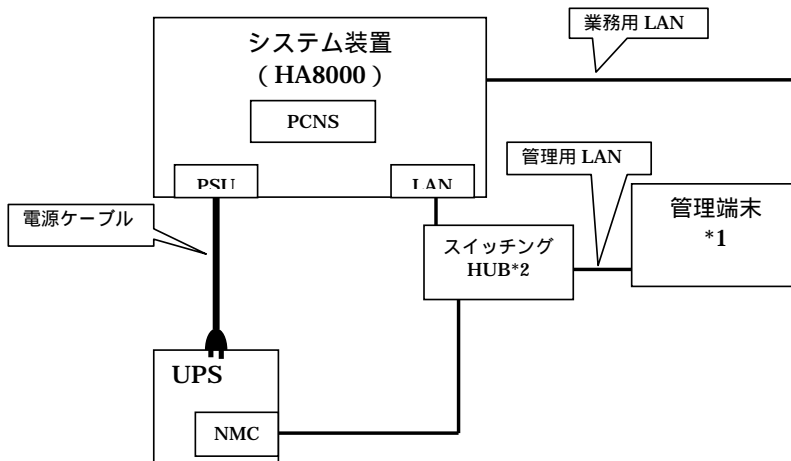 業務用 LAN
システム装置
（HA8000）
PCNS
PSU
LAN
管理用 LAN
管理端末
*1
電源ケーブル
スイッチング
HUB*2
UPS
NMC